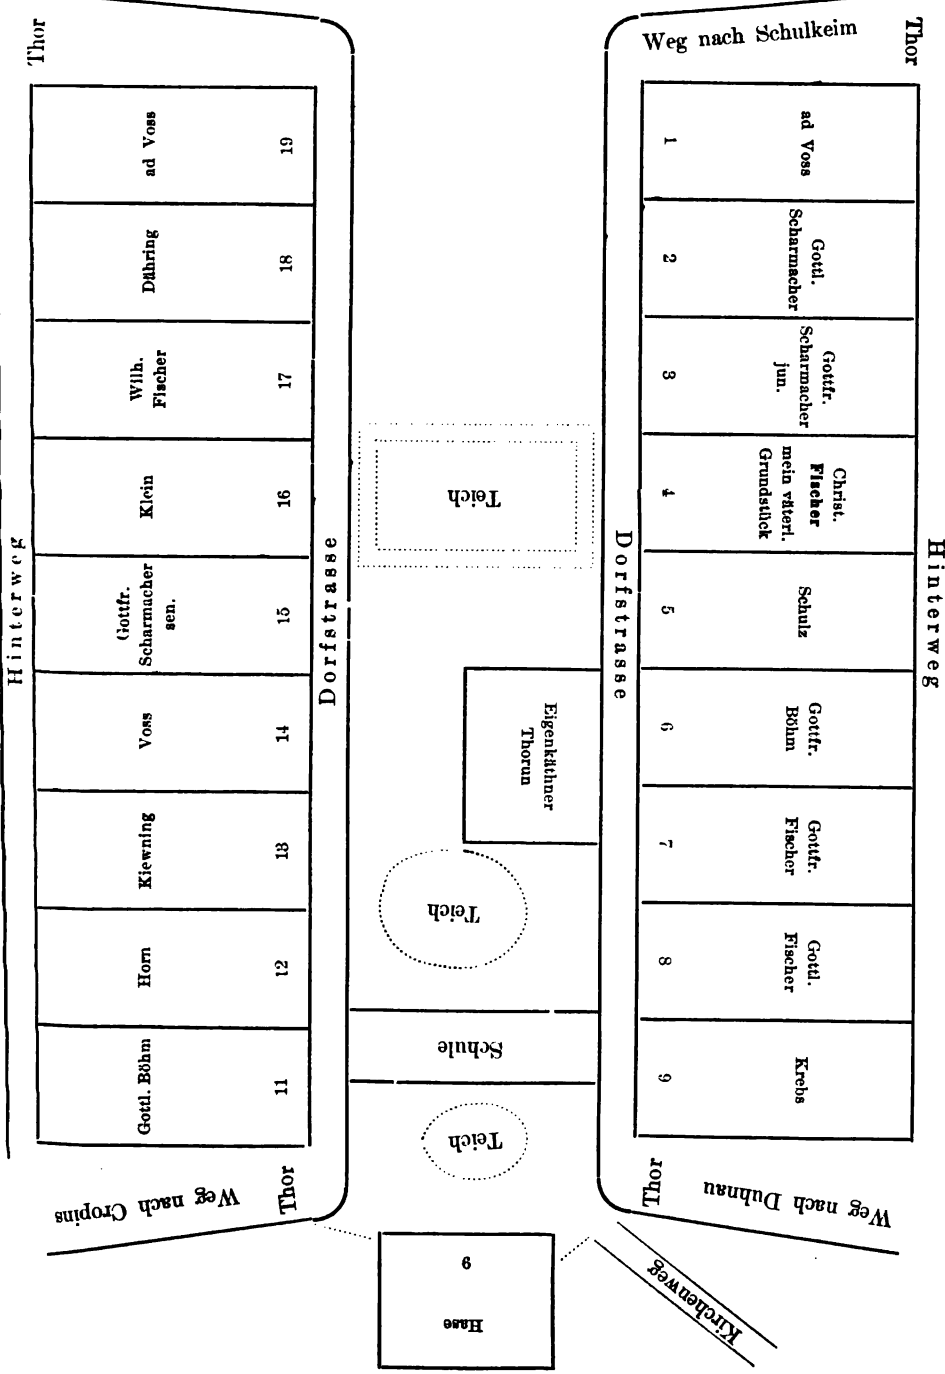 Thor
Weg nach Schulkeim
Thor
ad Voss
19
Dähring
18
Wilh.
Fischer
17
Klein
16
Gottfr.
Scharmacher
sen.
15
Voss
14
Kiewning
13
Horn
12
Gottl. Böhm
11
Hinterweg
Dorfstrasse
Teich
Eigenkäthner
Thorun
Teich
Schule
Teich
Dorfstrasse
1
ad Voss
2
Gottl.
Scharmacher
3
Gottfr.
Scharmacher
jun.
4
Christ.
Fischer
mein väterl.
Grundstück
5
Schulz
6
Gottfr.
Böhm
7
Gottfr.
Fischer
8
Gottl.
Fischer
9
Krebs
Hinterweg
Thor
Weg nach Cropins
Thor
Weg nach Duhnau
9
Hase
Kirchenweg